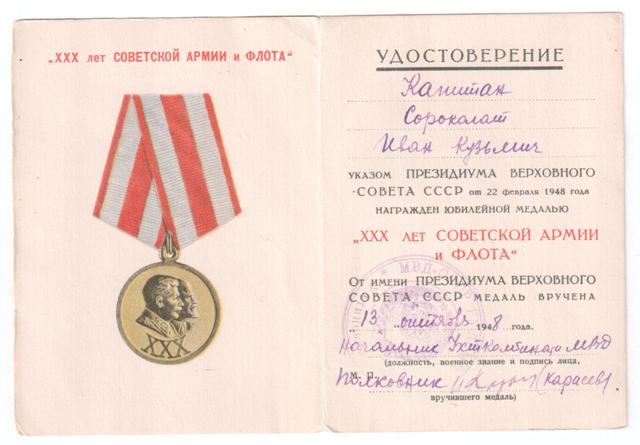 „XXX лет СОВЕТСКОЙ АРМИИ и ФЛОТА"
XXX
УДОСТОВЕРЕНИЕ
Капитан
Сорокалат
Иван Кузьмич
УКАЗОМ ПРЕЗИДИУМА ВЕРХОВНОГО
СОВЕТА СССР от 22 февраля 1948 года
НАГРАЖДЕН ЮБИЛЕЙНОЙ МЕДАЛЬЮ
„XXX ЛЕТ СОВЕТСКОЙ АРМИИ
и ФЛОТА"
От имени ПРЕЗИДИУМА ВЕРХОВНОГО
СОВЕТА СССР МЕДАЛЬ ВРУЧЕНА
МВД
„13 октября 1948 года.
Начальник Ухткомбината МВД
(должность, военное звание и подпись лица,
М. П.
Полковник (Карасев)
вручившего медаль)